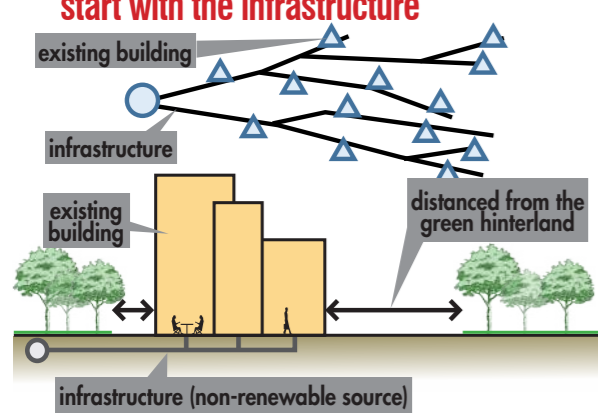 start with the infrastructure
existing building
infrastructure
existing
building
distanced from the
green hinterland
infrastructure (non-renewable source)